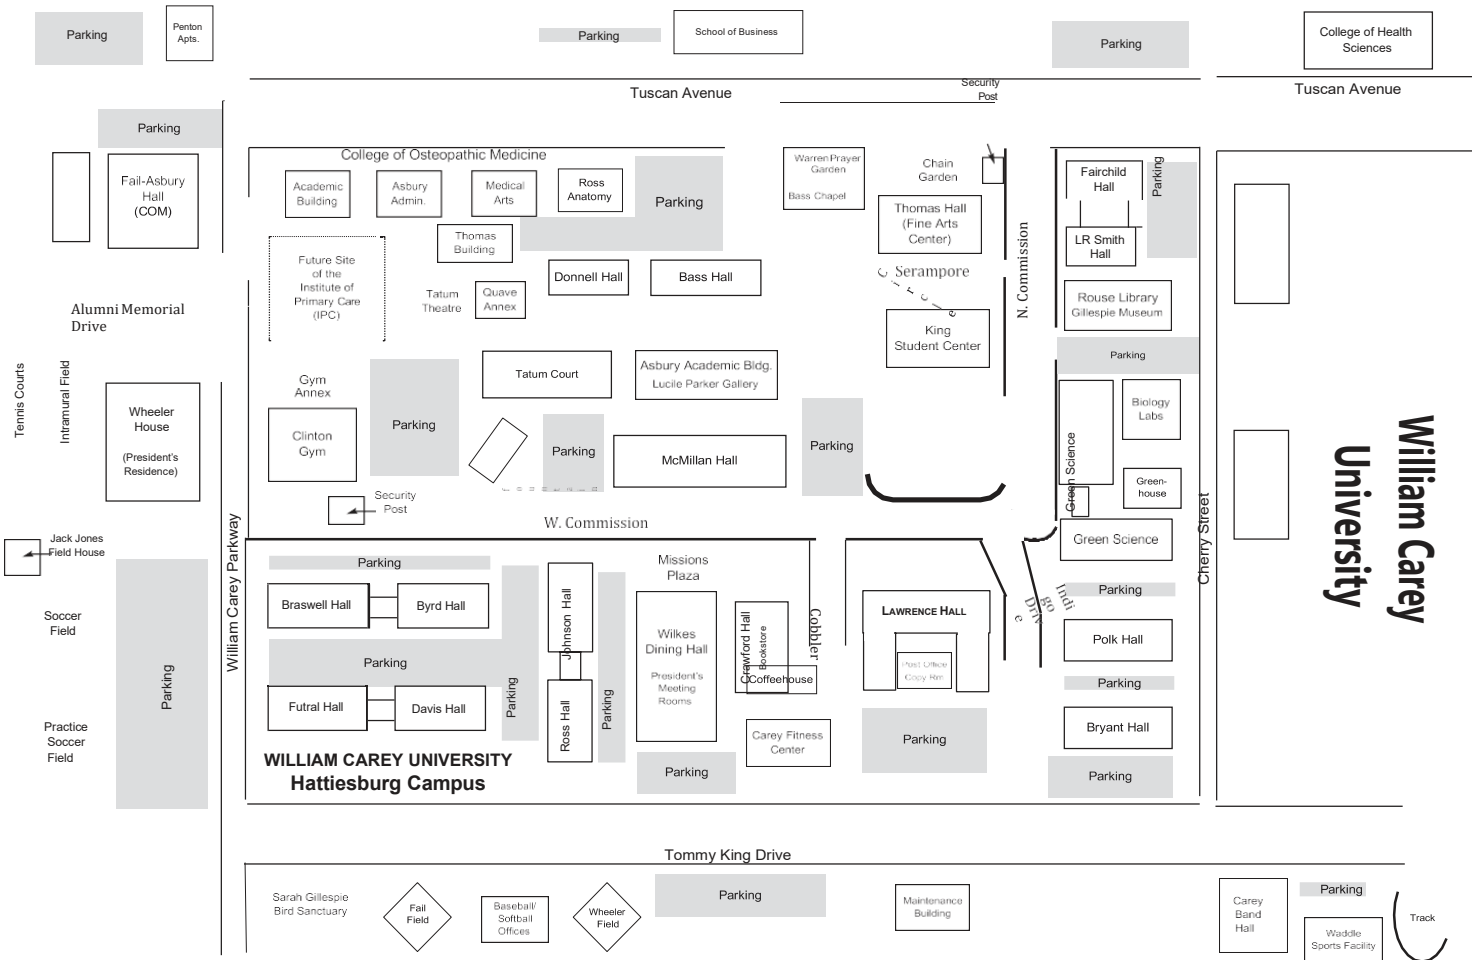 Parking
Penton
Apts.
Parking
School of Business
Parking
College of Health
Sciences
Tuscan Avenue
Security
Post
Tuscan Avenue
Parking
Fail-Asbury
Hall
(COM)
College of Osteopathic Medicine
Academic
Building
Asbury
Admin.
Medical
Arts
Ross
Anatomy
Parking
Thomas
Building
Warren Prayer
Garden
Bass Chapel
Chain
Garden
Thomas Hall
(Fine Arts
Center)
Fairchild
Hall
Parking
LR Smith
Hall
N. Commission
Future Site
of the
Institute of
Primary Care
(IPC)
Tatum
Theatre
Quave
Annex
Donnell Hall
Bass Hall
Serampore
Circle
King
Student Center
Rouse Library
Gillespie Museum
Parking
Alumni Memorial
Drive
Tennis Courts
Intramural Field
Wheeler
House
(President's
Residence)
Gym
Annex
Clinton
Gym
Parking
Tatum Court
Asbury Academic Bldg.
Lucile Parker Gallery
Parking
McMillan Hall
Parking
fountain
Green Science
Biology
Labs
Green-
house
Green Science
Security
Post
W. Commission
William Carey Parkway
Cherry Street
William Carey
University
Jack Jones
Field House
Soccer
Field
Practice
Soccer
Field
Parking
Parking
Braswell Hall
Byrd Hall
Parking
Futral Hall
Davis Hall
Parking
Johnson Hall
Ross Hall
Parking
Missions
Plaza
Wilkes
Dining Hall
President's
Meeting
Rooms
Parking
Crawford Hall
Bookstore
Coffeehouse
Cobbler
Carey Fitness
Center
LAWRENCE HALL
Post Office
Copy Rm
Parking
Indi
go
Driv
e
Parking
Polk Hall
Parking
Bryant Hall
Parking
WILLIAM CAREY UNIVERSITY
Hattiesburg Campus
Tommy King Drive
Sarah Gillespie
Bird Sanctuary
Fail
Field
Baseball/
Softball
Offices
Wheeler
Field
Parking
Maintenance
Building
Carey
Band
Hall
Parking
Waddle
Sports Facility
Track